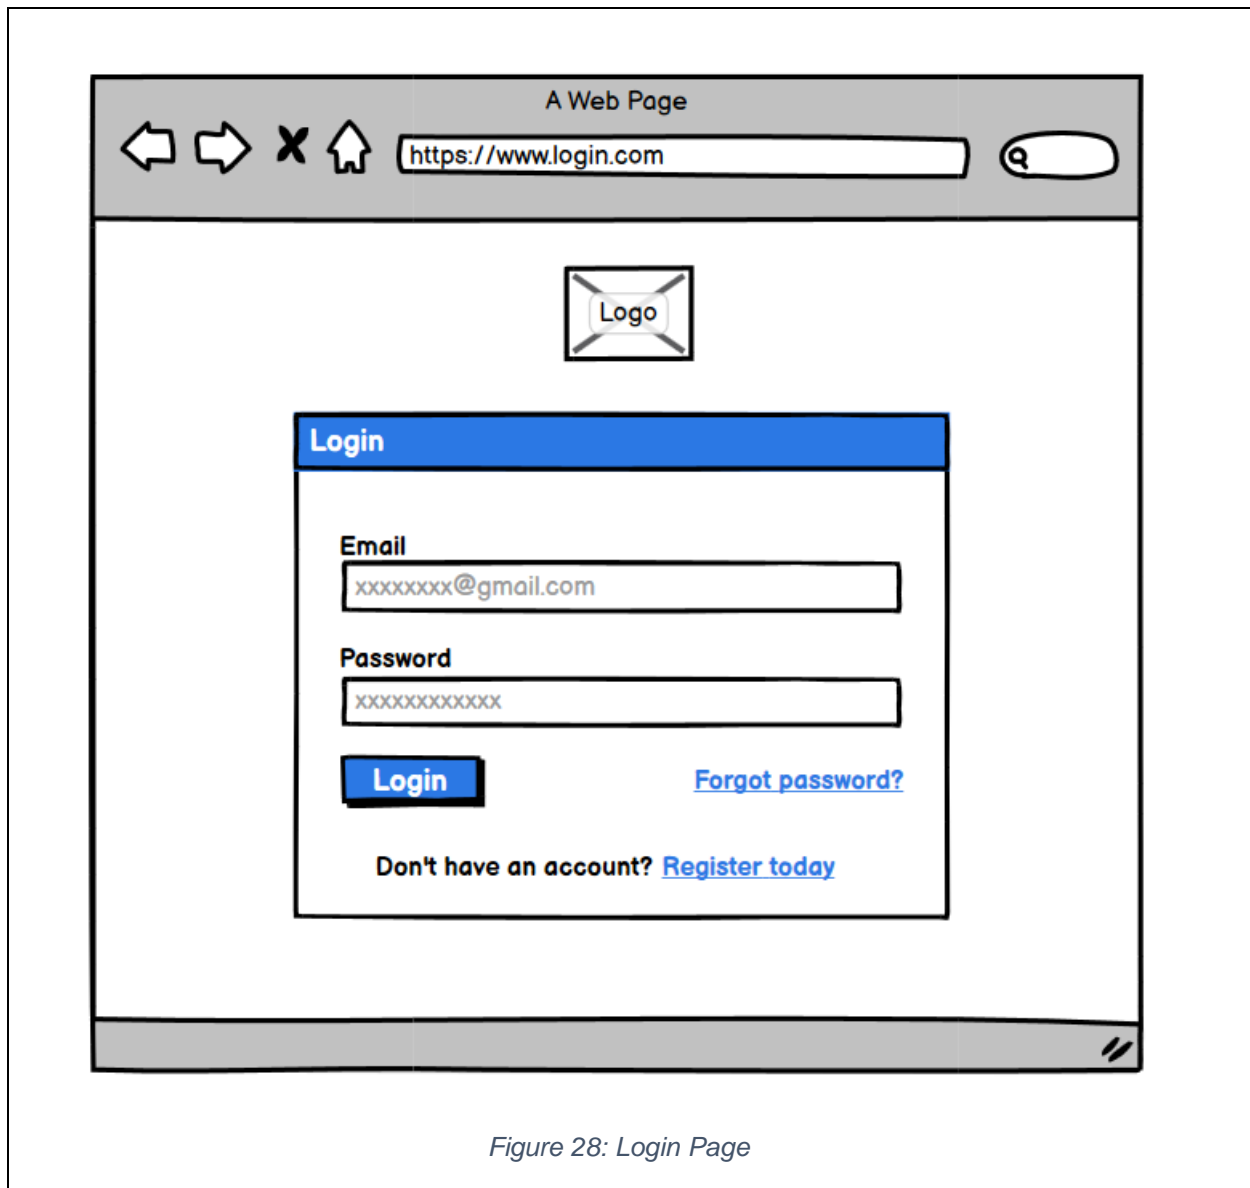 A Web Page
https://www.login.com
Logo
Login
Email
xxxxxxxx@gmail.com
Password
xxxxxxxxxxxx
Login Forgot password?
Don't have an account? Register today
Figure 28: Login Page